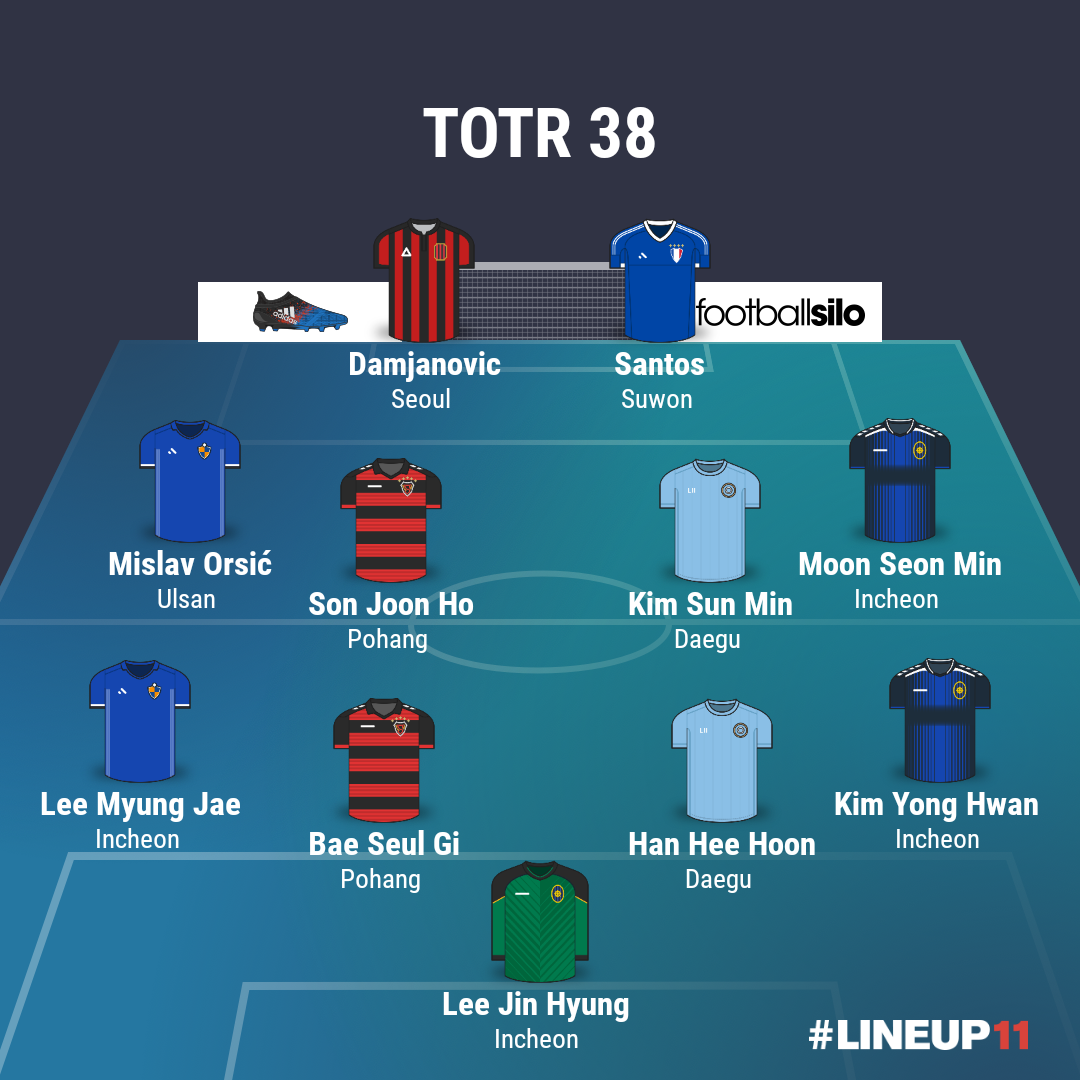 TOTR 38
adidas
footballsilo
Damjanovic
Seoul
Santos
Suwon
Mislav Orsić
Ulsan
Son Joon Ho
Pohang
Kim Sun Min
Daegu
Moon Seon Min
Incheon
Lee Myung Jae
Incheon
Bae Seul Gi
Pohang
Han Hee Hoon
Daegu
Kim Yong Hwan
Incheon
Lee Jin Hyung
Incheon
#LINEUP11